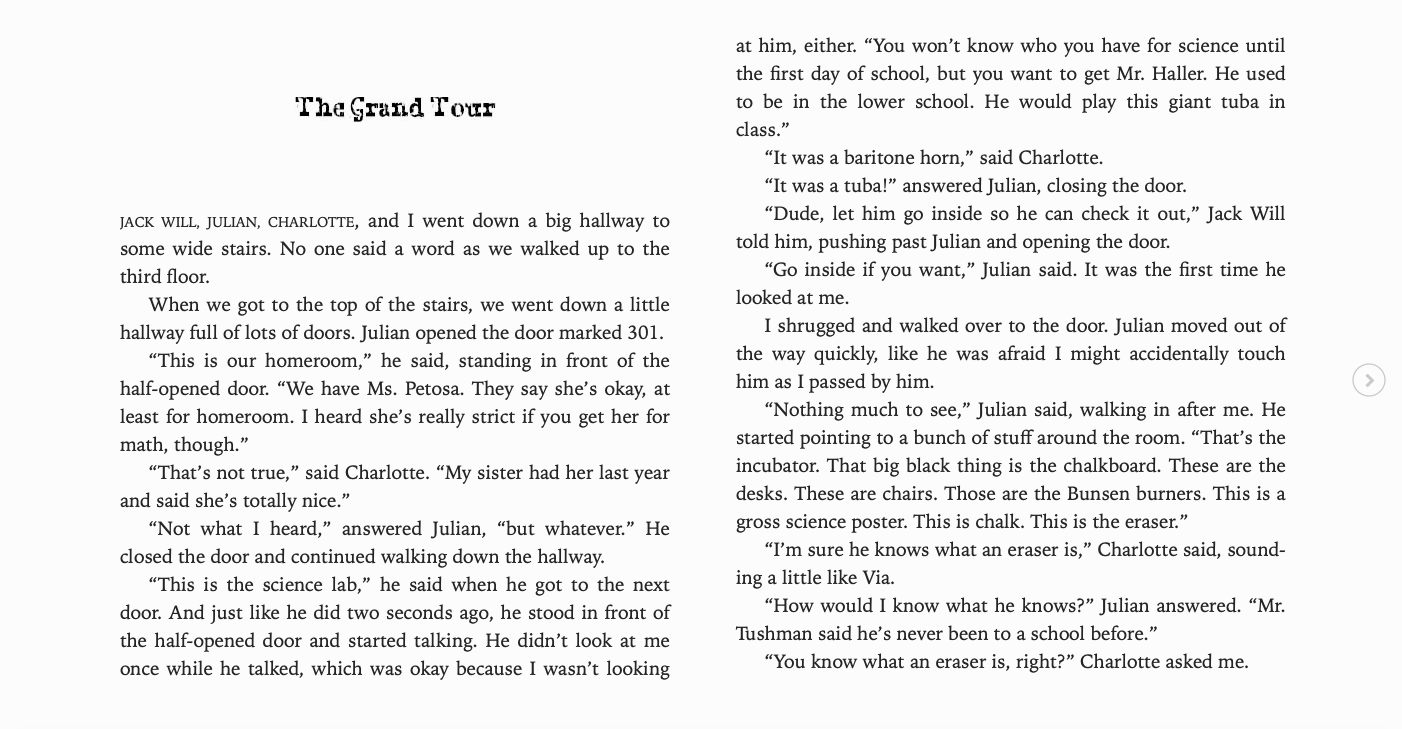 The Grand Tour
JACK WILL, JULIAN, CHARLOTTE, and I went down a big hallway to
some wide stairs. No one said a word as we walked up to the
third floor.
When we got to the top of the stairs, we went down a little
hallway full of lots of doors. Julian opened the door marked 301.
“This is our homeroom,” he said, standing in front of the
half-opened door. “We have Ms. Petosa. They say she’s okay, at
least for homeroom. I heard she’s really strict if you get her for
math, though.”
“That’s not true,” said Charlotte. “My sister had her last year
and said she’s totally nice.”
“Not what I heard,” answered Julian, “but whatever.” He
closed the door and continued walking down the hallway.
“This is the science lab,” he said when he got to the next
door. And just like he did two seconds ago, he stood in front of
the half-opened door and started talking. He didn’t look at me
once while he talked, which was okay because I wasn’t looking
at him, either. “You won’t know who you have for science until
the first day of school, but you want to get Mr. Haller. He used
to be in the lower school. He would play this giant tuba in
class.”
“It was a baritone horn,” said Charlotte.
“It was a tuba!” answered Julian, closing the door.
“Dude, let him go inside so he can check it out,” Jack Will
told him, pushing past Julian and opening the door.
“Go inside if you want,” Julian said. It was the first time he
looked at me.
I shrugged and walked over to the door. Julian moved out of
the way quickly, like he was afraid I might accidentally touch
him as I passed by him.
“Nothing much to see,” Julian said, walking in after me. He
started pointing to a bunch of stuff around the room. “That’s the
incubator. That big black thing is the chalkboard. These are the
desks. These are chairs. Those are the Bunsen burners. This is a
gross science poster. This is chalk. This is the eraser.”
“I’m sure he knows what an eraser is,” Charlotte said, sound-
ing a little like Via.
“How would I know what he knows?” Julian answered. “Mr.
Tushman said he’s never been to a school before.”
“You know what an eraser is, right?” Charlotte asked me.